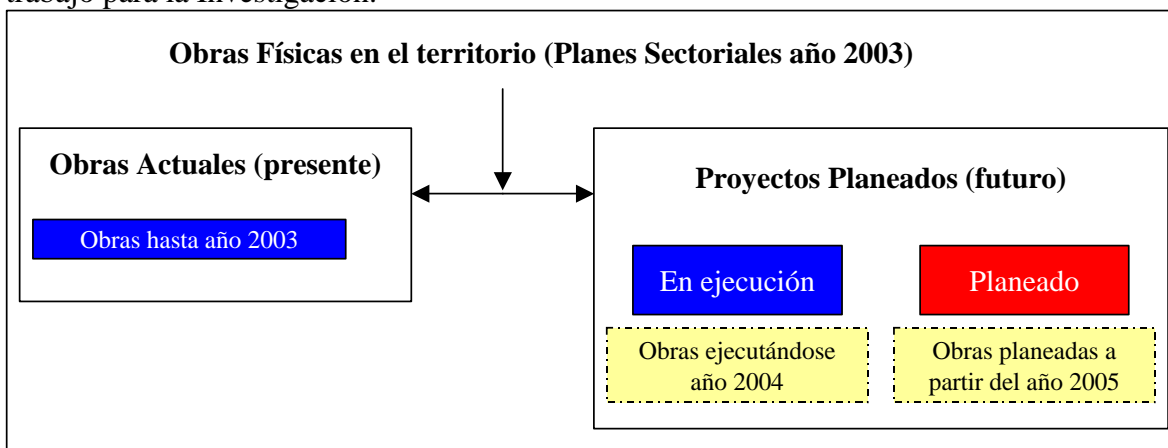 trabajo para la Investigación.
Obras Físicas en el territorio (Planes Sectoriales año 2003)
Obras Actuales (presente)
Obras hasta año 2003
Proyectos Planeados (futuro)
En ejecución
Planeado
Obras ejecutándose
año 2004
Obras planeadas a
partir del año 2005